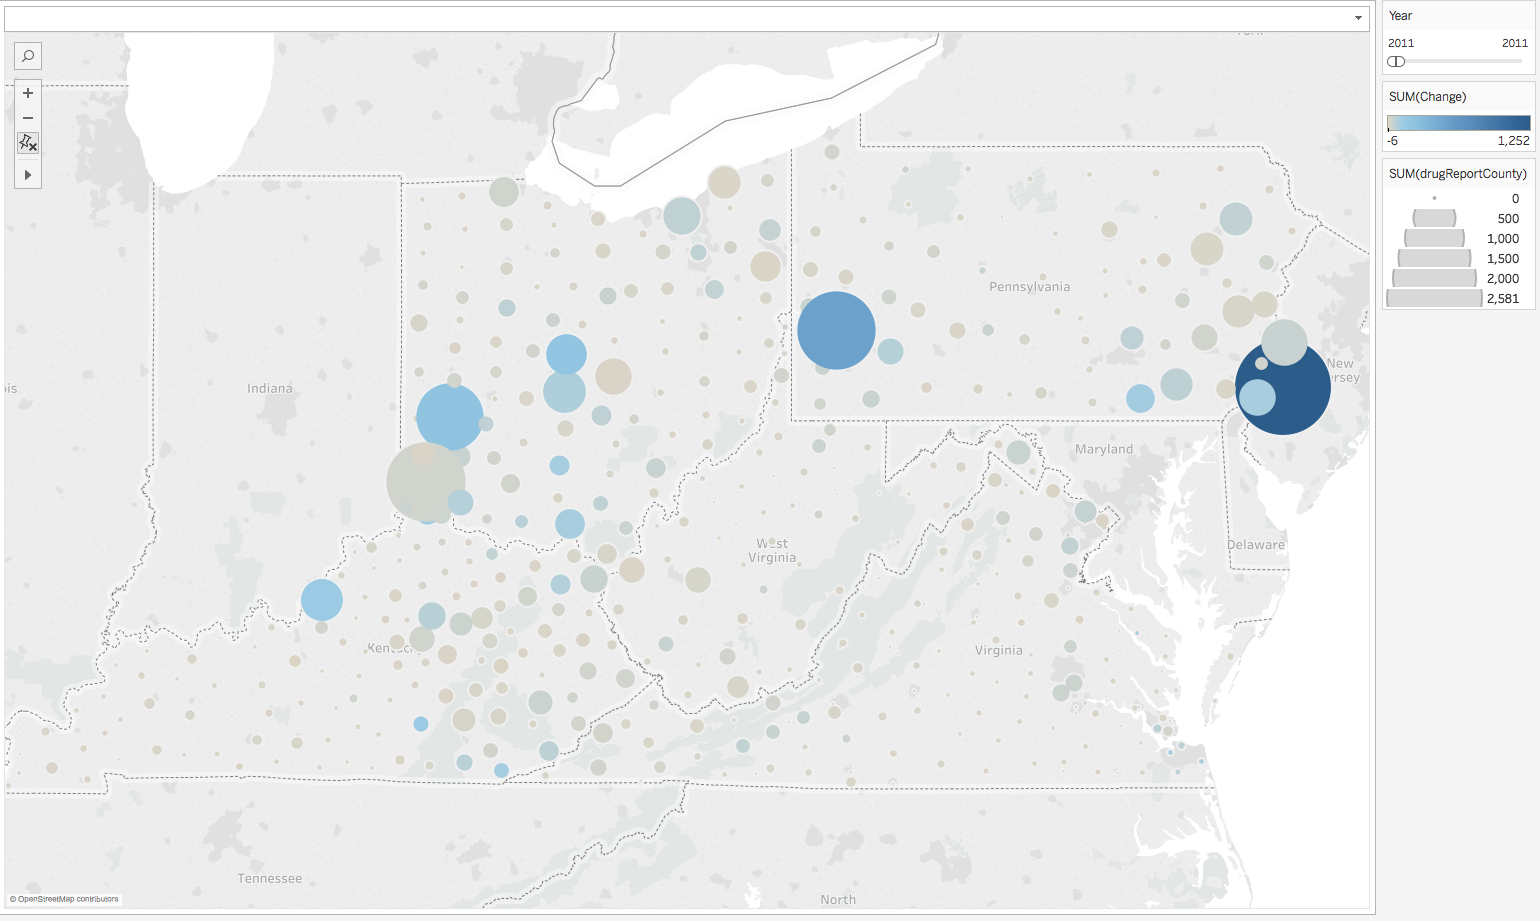 Year
2011 2011
SUM(Change)
-6 1,252
SUM(drugReportCounty)
0
500
1,000
1,500
2,000
2,581
Pennsylvania
New
Indiana
Maryland
West
Virginia
Delaware
Virginia
Tennessee
North
© OpenStreetMap contributors